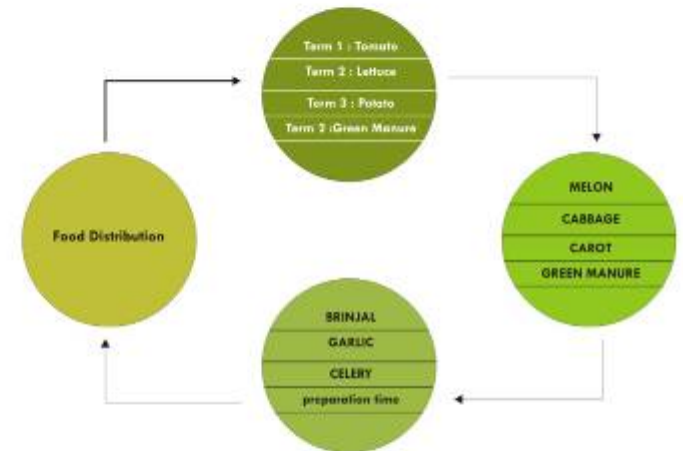 Term 1 : Tomato
Term 2 : Lettuce
Term 3 : Potato
Term 2 :Green Manure
MELON
CABBAGE
CAROT
GREEN MANURE
BRINJAL
GARLIC
CELERY
preparation time
Food Distribution